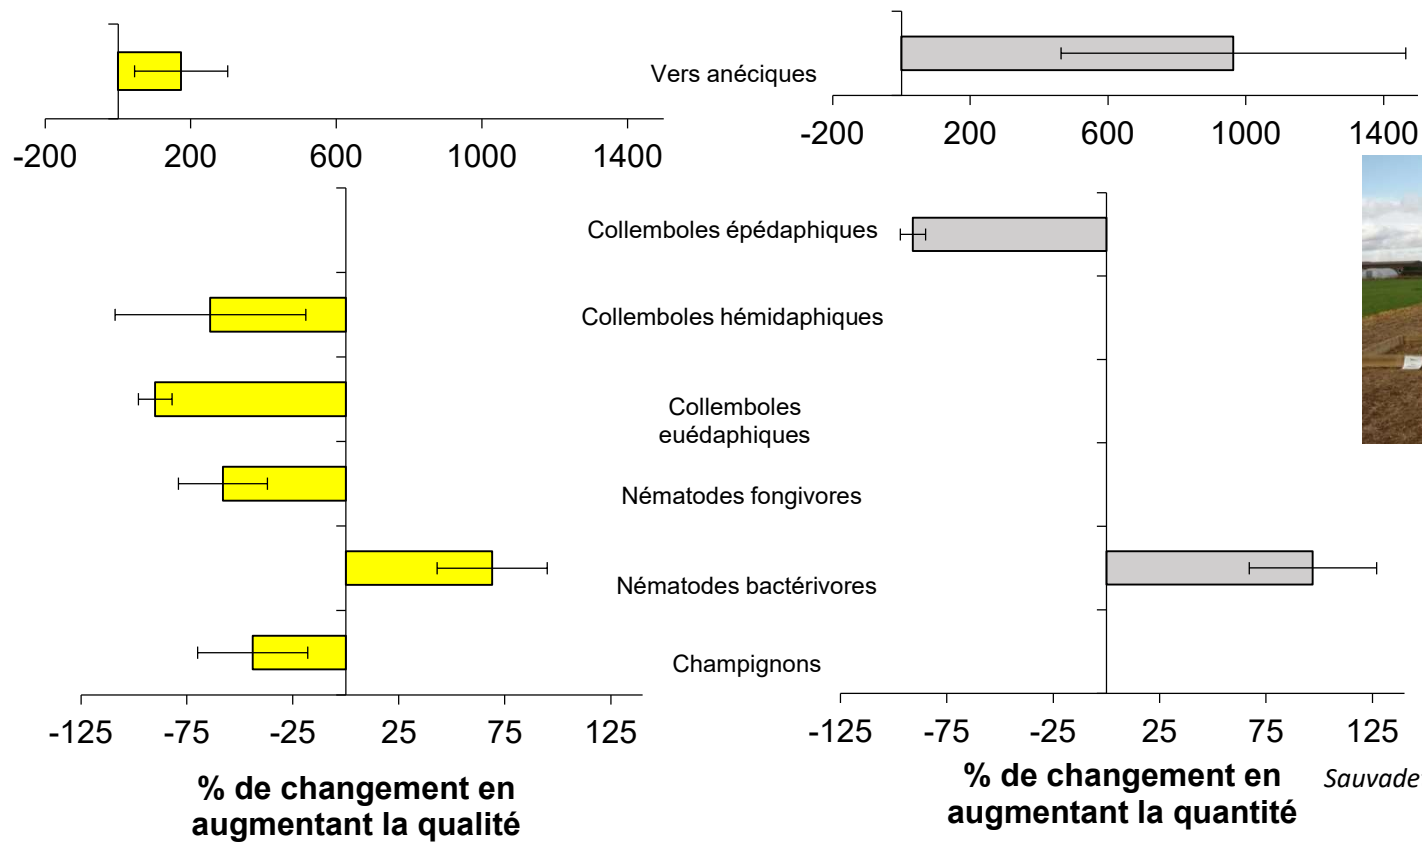 Vers anéciques
-200 200 600 1000 1400
-200 200 600 1000 1400
Collemboles épédaphiques
Collemboles hémidaphiques
Collemboles
euédaphiques
Nématodes fongivores
Nématodes bactérivores
Champignons
-125 -75 -25 25 75 125
% de changement en
augmentant la qualité
-125 -75 -25 25 75 125
% de changement en
augmentant la quantité
Sauvade